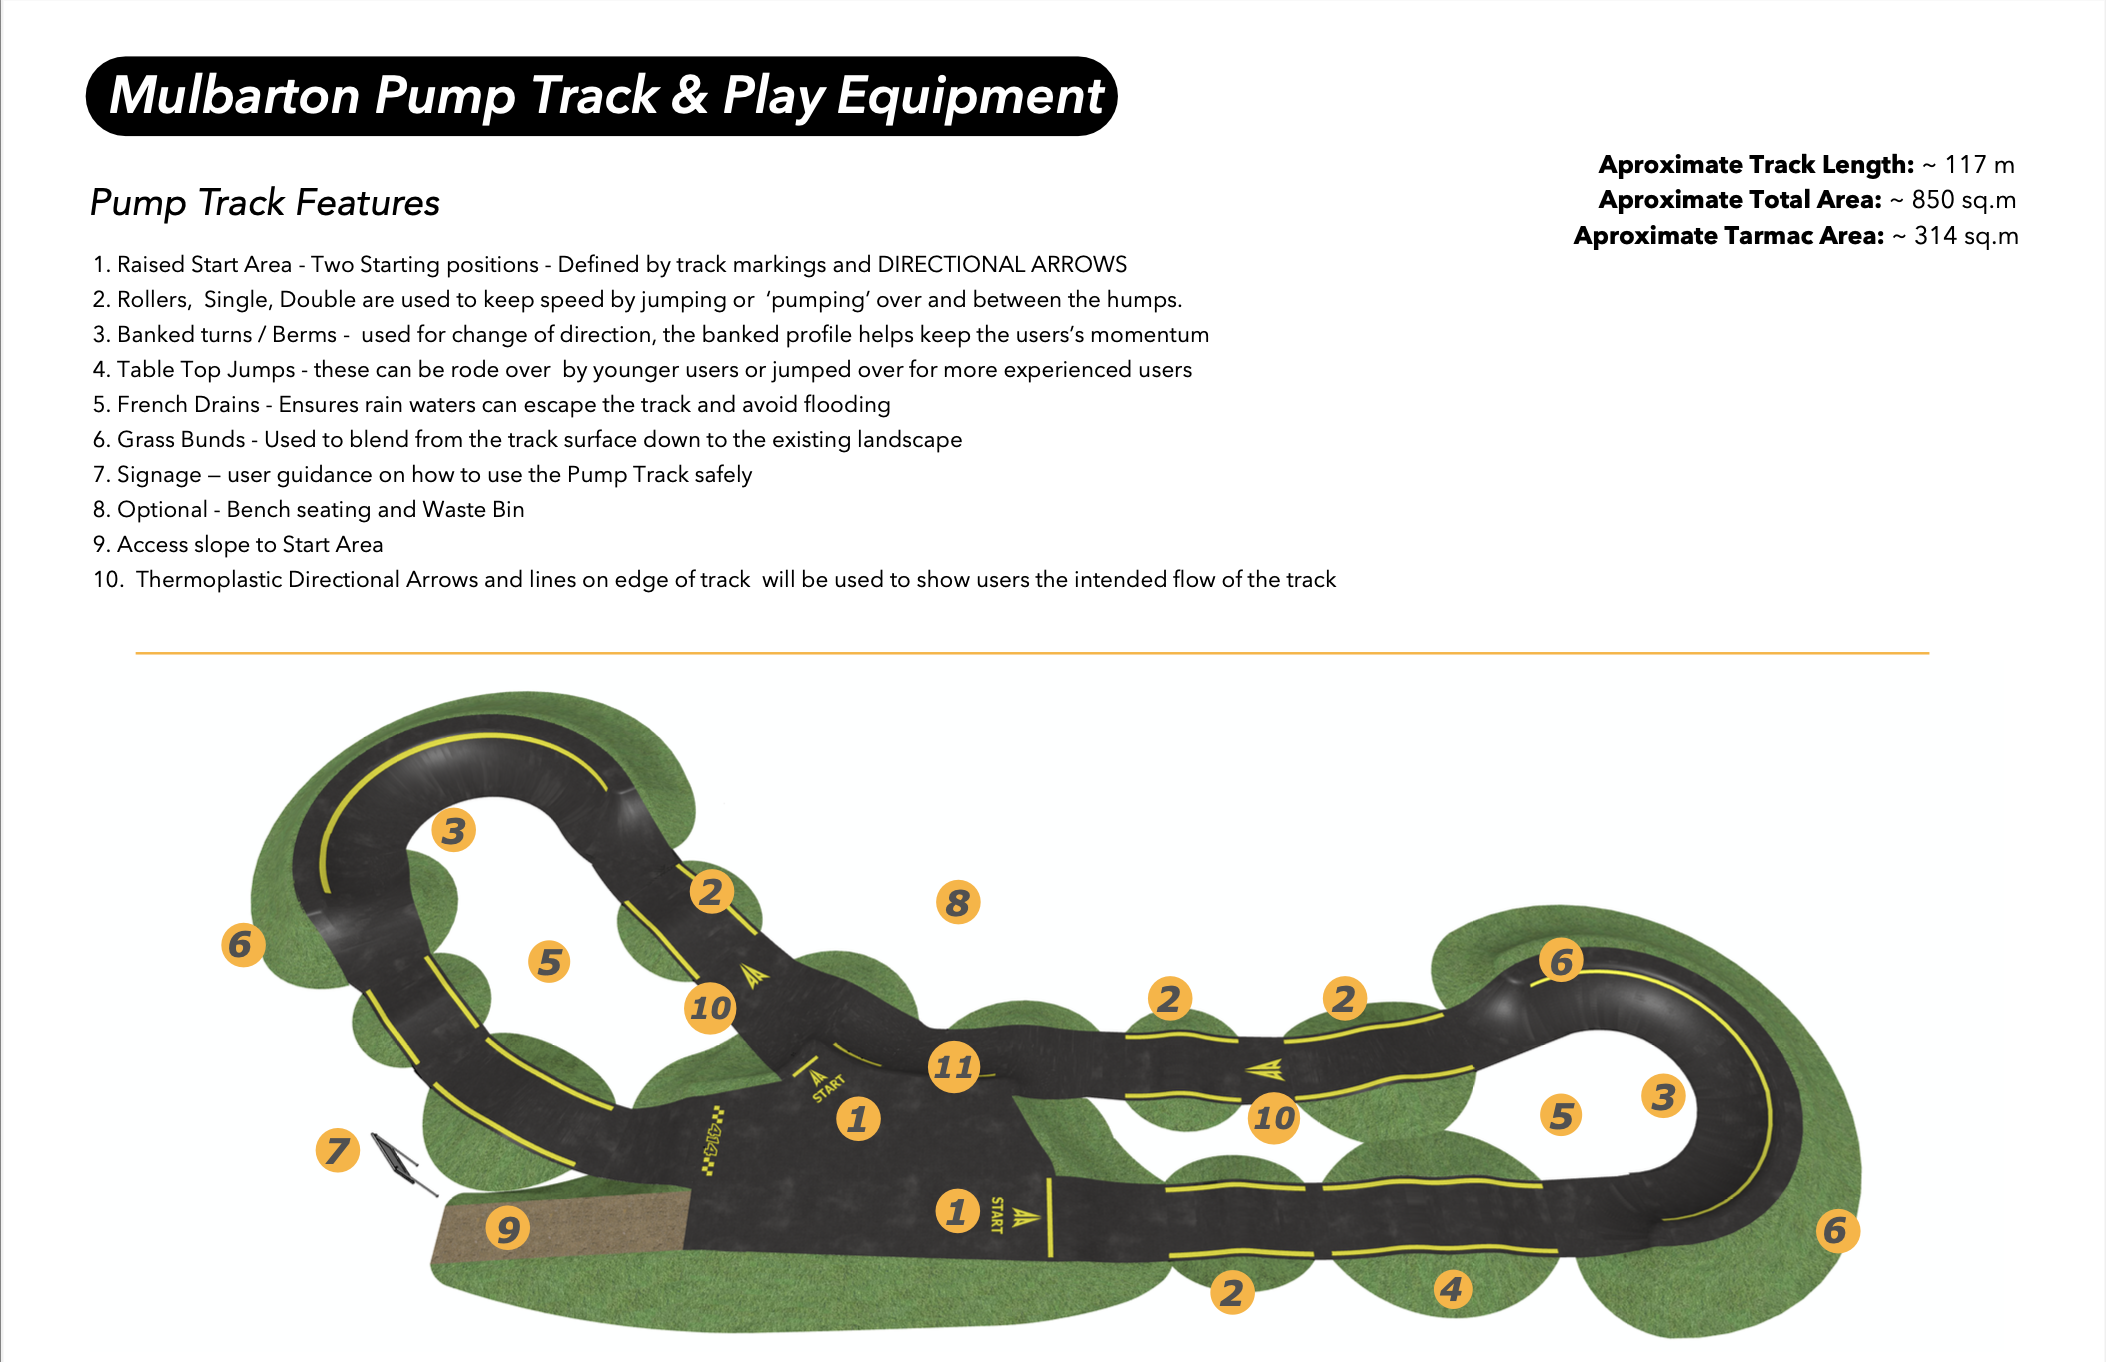 Mulbarton Pump Track & Play Equipment
Aproximate Track Length: ~ 117 m
Aproximate Total Area: ~ 850 sq.m
Aproximate Tarmac Area: ~ 314 sq.m
Pump Track Features
1. Raised Start Area - Two Starting positions - Defined by track markings and DIRECTIONAL ARROWS
2. Rollers,  Single, Double are used to keep speed by jumping or  ‘pumping’ over and between the humps.
3. Banked turns / Berms -  used for change of direction, the banked profile helps keep the users’s momentum
4. Table Top Jumps - these can be rode over  by younger users or jumped over for more experienced users
5. French Drains - Ensures rain waters can escape the track and avoid flooding
6. Grass Bunds - Used to blend from the track surface down to the existing landscape
7. Signage – user guidance on how to use the Pump Track safely
8. Optional - Bench seating and Waste Bin
9. Access slope to Start Area
10.  Thermoplastic Directional Arrows and lines on edge of track  will be used to show users the intended flow of the track
3
2
8
6
5
6
10
2
2
11
START
1
10
5
3
7
414
9
1
START
6
2
4